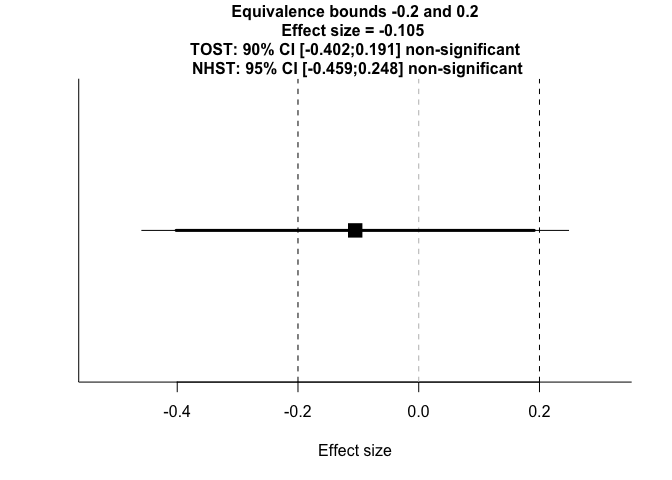 Equivalence bounds -0.2 and 0.2
Effect size = -0.105
TOST: 90% CI [-0.402;0.191] non-significant
NHST: 95% CI [-0.459;0.248] non-significant
-0.4 -0.2 0.0 0.2
Effect size